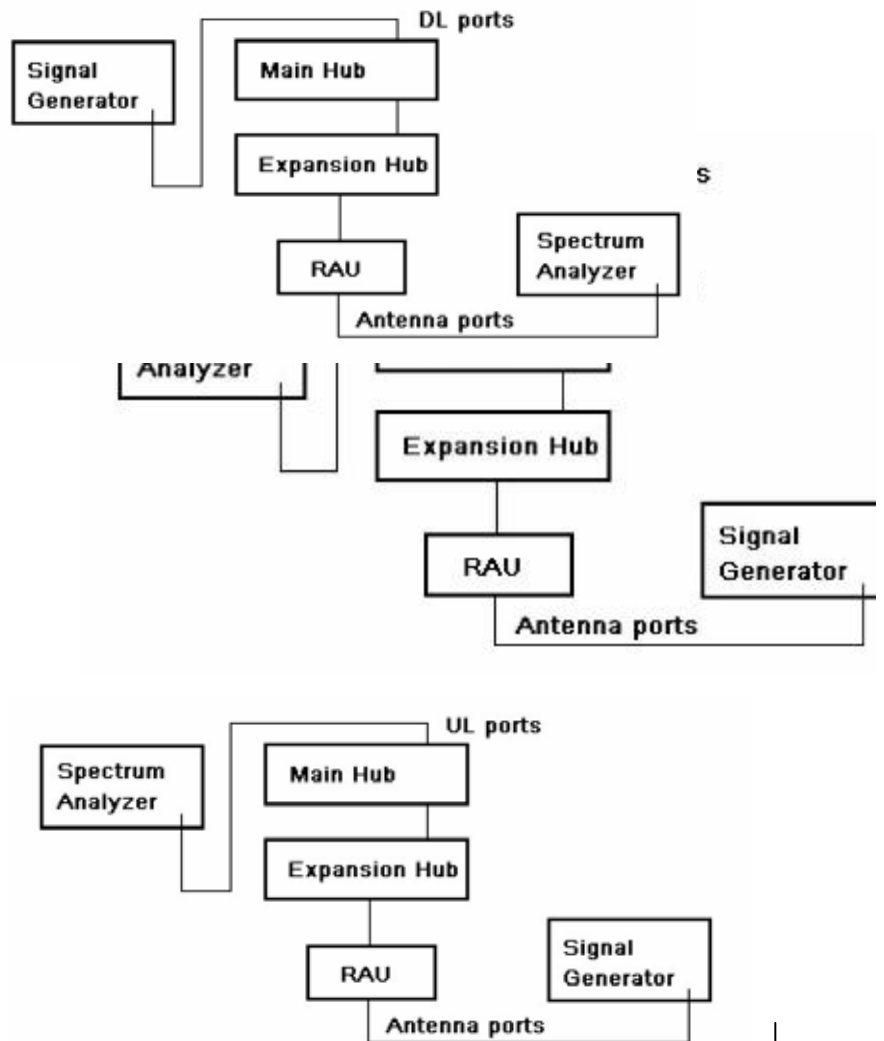 DL ports
Signal
Generator
Main Hub
Expansion Hub
s
Spectrum
Analyzer
RAU
Antenna ports
Analyzer
Expansion Hub
Signal
Generator
RAU
Antenna ports
UL ports
Spectrum
Analyzer
Main Hub
Expansion Hub
Signal
Generator
RAU
Antenna ports